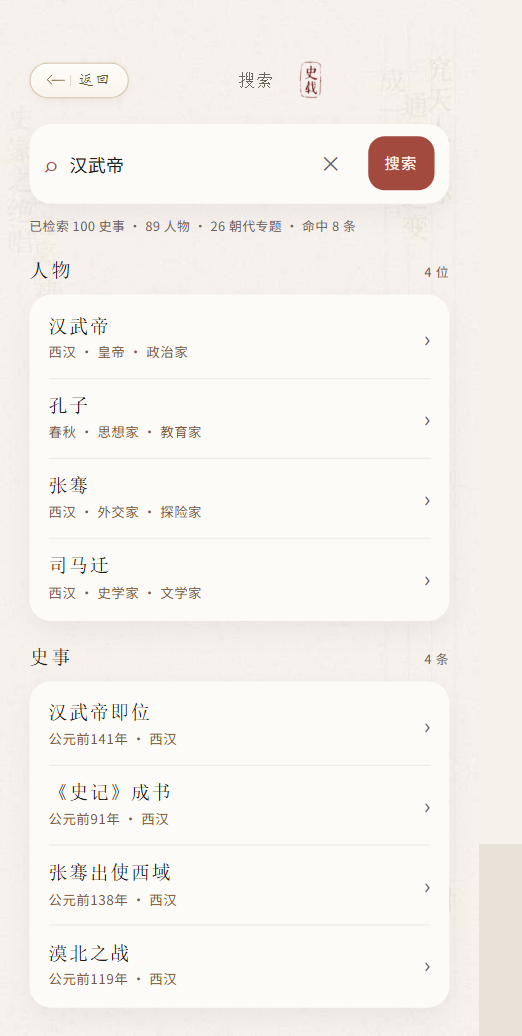 返回
搜索
史载
汉武帝
搜索
已检索 100 史事 · 89 人物 · 26 朝代专题 · 命中 8 条
人物
4 位
汉武帝
西汉 · 皇帝 · 政治家
孔子
春秋 · 思想家 · 教育家
张骞
西汉 · 外交家 · 探险家
司马迁
西汉 · 史学家 · 文学家
史事
4 条
汉武帝即位
公元前141年 · 西汉
《史记》成书
公元前91年 · 西汉
张骞出使西域
公元前138年 · 西汉
漠北之战
公元前119年 · 西汉